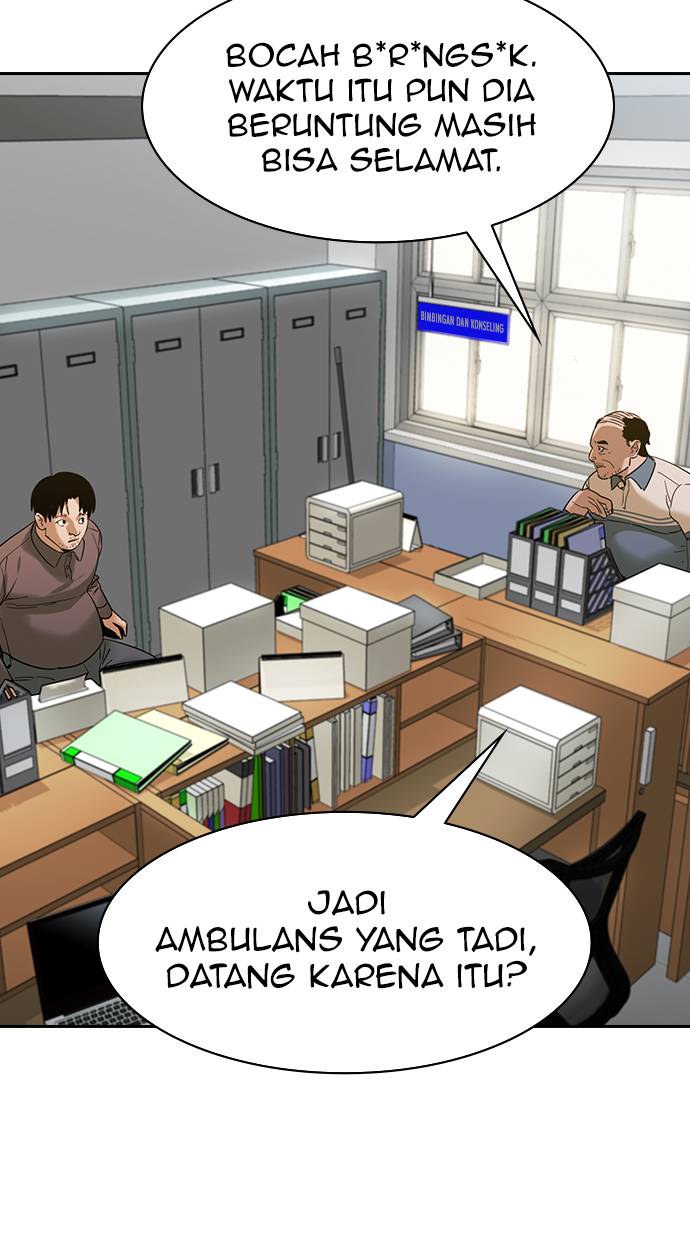 BOCAH B*R*NGS*K.
WAKTU ITU PUN DIA
BERUNTUNG MASIH
BISA SELAMAT.
BIMBINGAN DAN KONSELING
JADI
AMBULANS YANG TADI,
DATANG KARENA ITU?